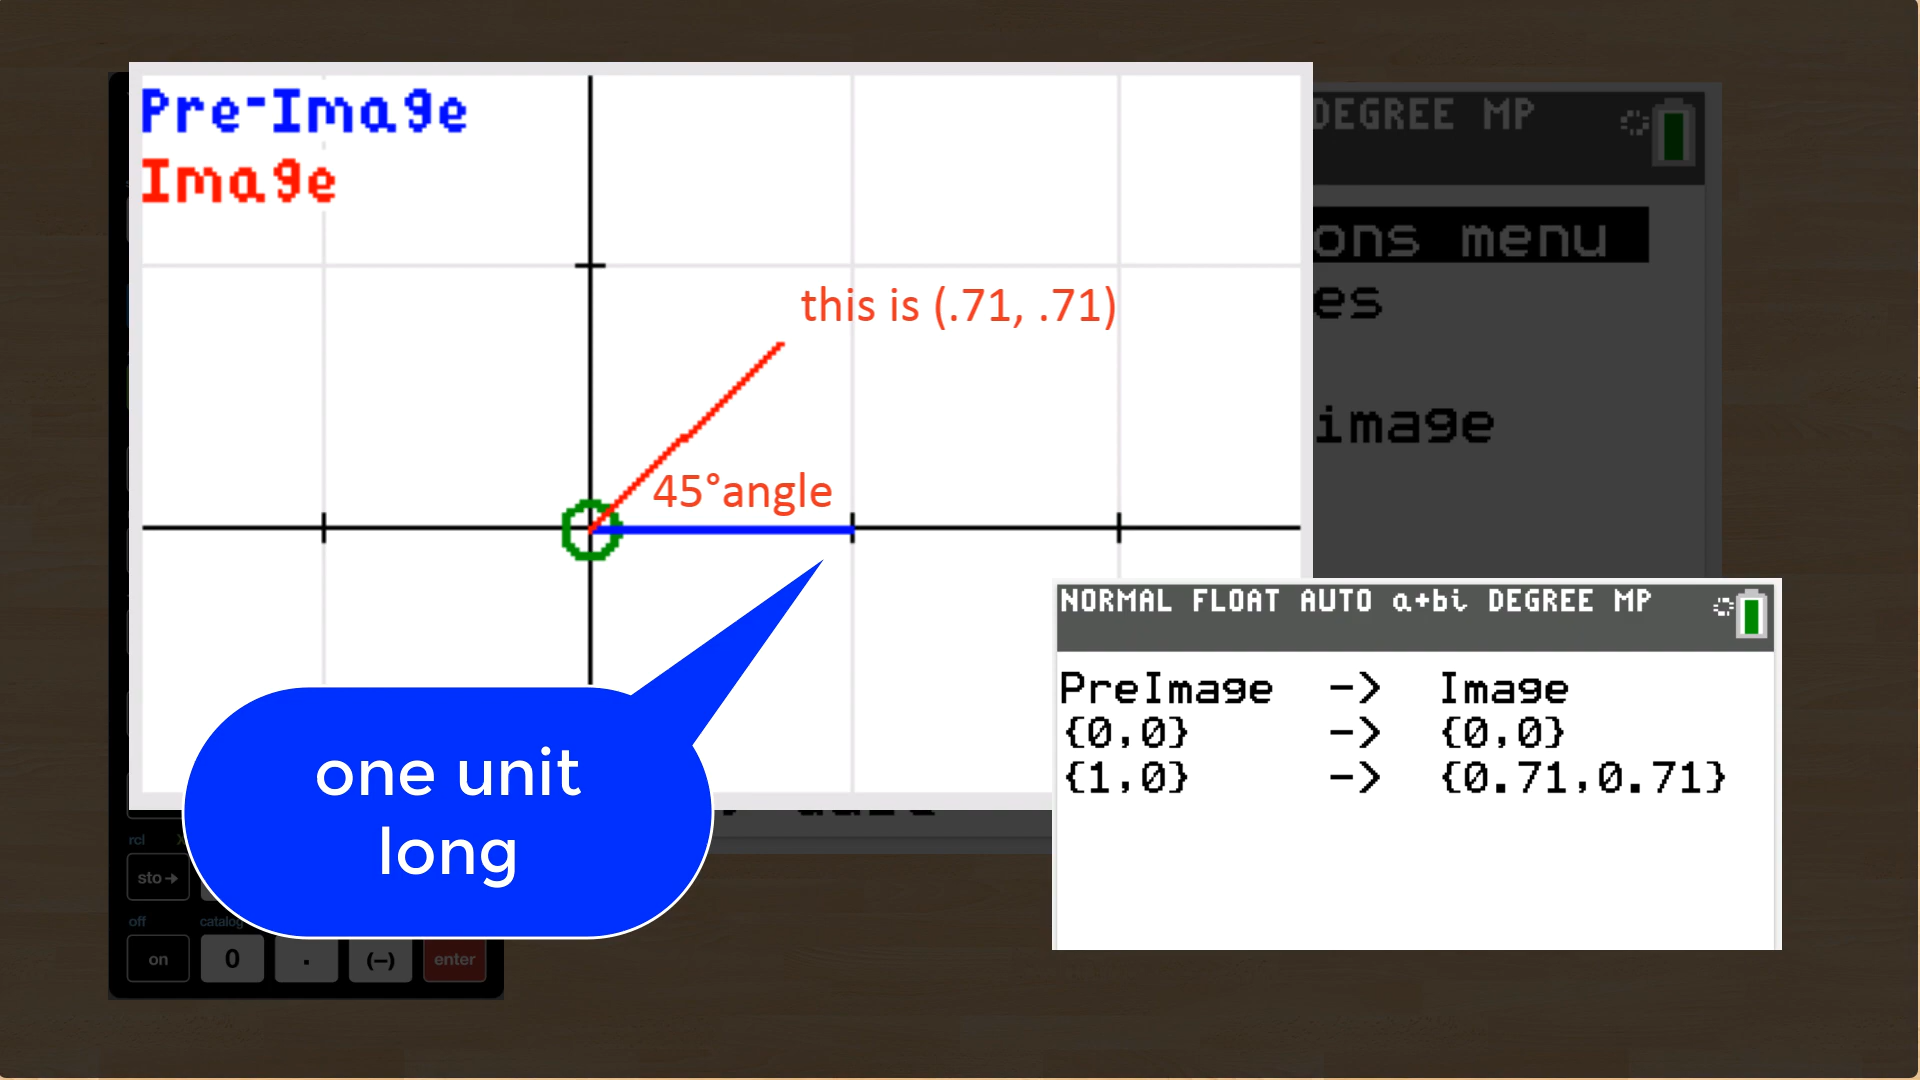 Pre-Image
Image
this is (.71, .71)
45°angle
one unit
long
DEGREE MP
ons menu
es
image
NORMAL FLOAT AUTO a+bi DEGREE MP
PreImage -> Image
{0,0} -> {0,0}
{1,0} -> {0.71,0.71}
rcl
sto→
off
catalog
on
0
.
(–)
enter